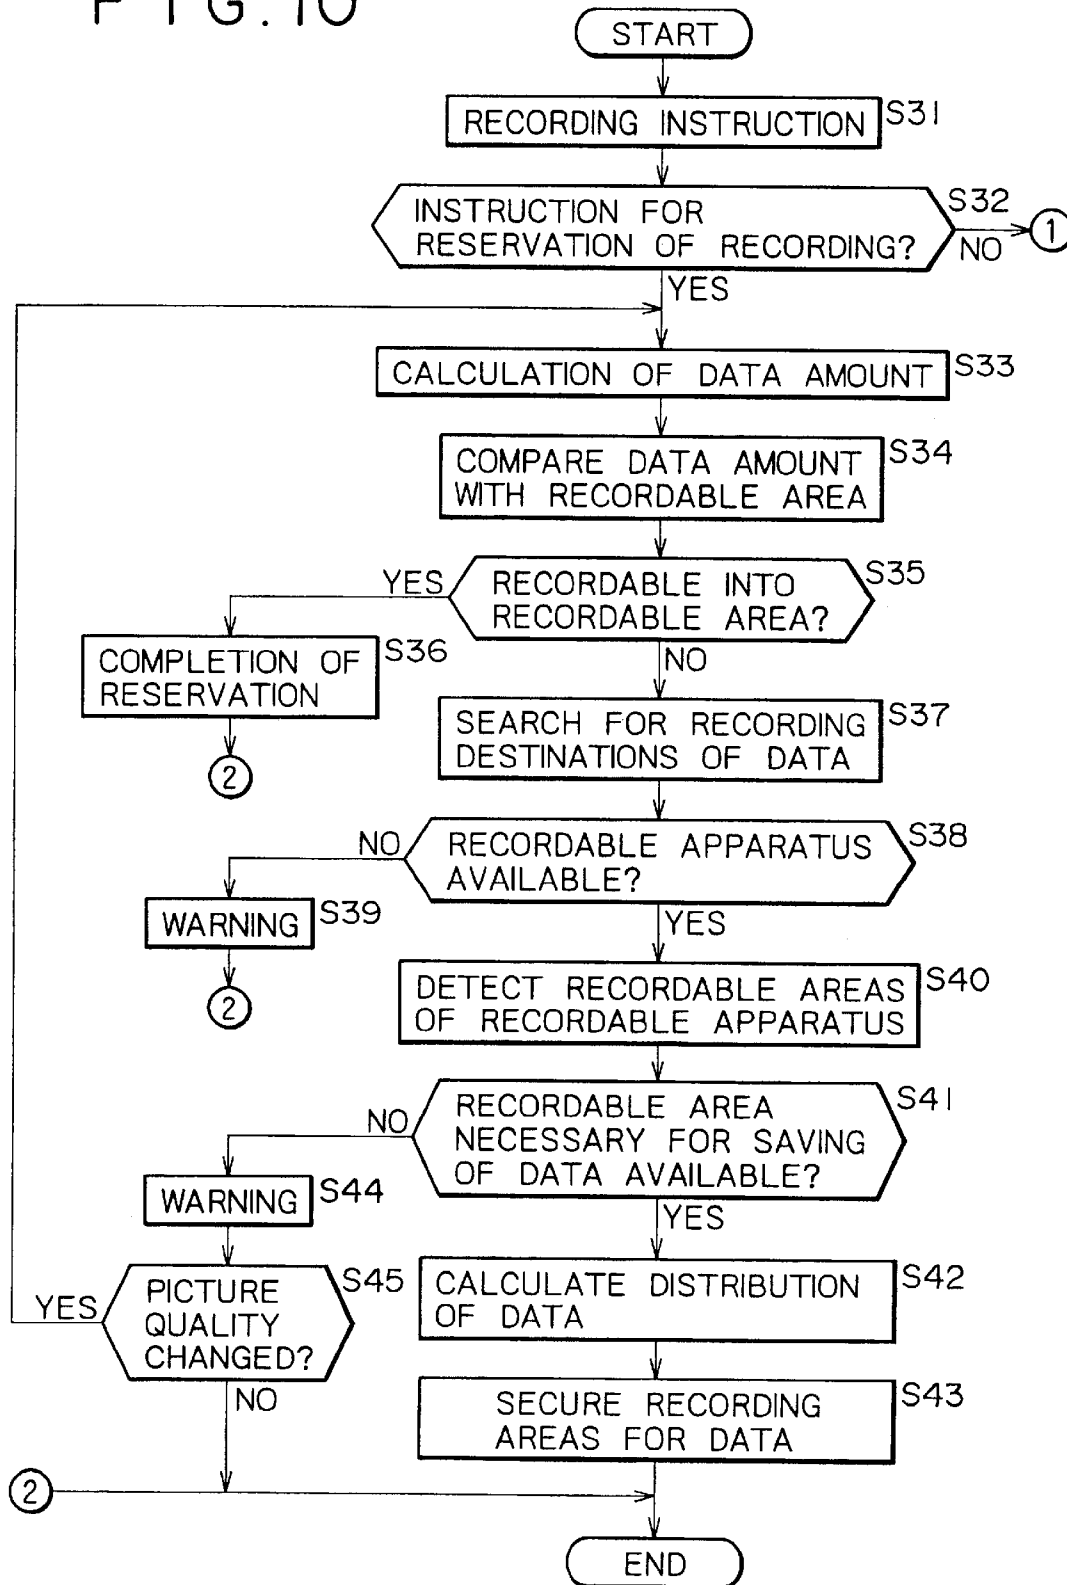 FIG.10
START
RECORDING INSTRUCTION
S31
INSTRUCTION FOR
RESERVATION OF RECORDING?
S32
NO
1
YES
CALCULATION OF DATA AMOUNT
S33
COMPARE DATA AMOUNT
WITH RECORDABLE AREA
S34
RECORDABLE INTO
RECORDABLE AREA?
S35
YES
NO
COMPLETION OF
RESERVATION
S36
2
SEARCH FOR RECORDING
DESTINATIONS OF DATA
S37
RECORDABLE APPARATUS
AVAILABLE?
S38
NO
YES
WARNING
S39
2
DETECT RECORDABLE AREAS
OF RECORDABLE APPARATUS
S40
RECORDABLE AREA
NECESSARY FOR SAVING
OF DATA AVAILABLE?
S41
NO
YES
WARNING
S44
PICTURE
QUALITY
CHANGED?
S45
YES
NO
CALCULATE DISTRIBUTION
OF DATA
S42
SECURE RECORDING
AREAS FOR DATA
S43
2
END